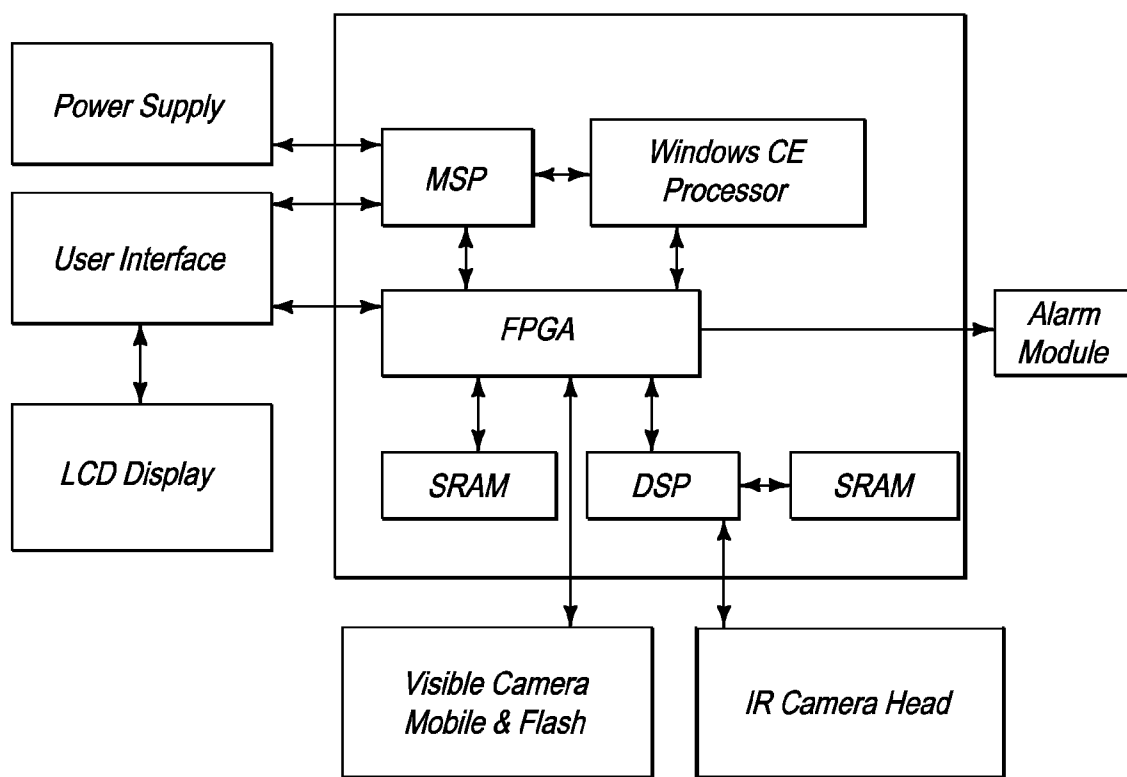 Power Supply
MSP
Windows CE
Processor
User Interface
FPGA
Alarm
Module
LCD Display
SRAM
DSP
SRAM
Visible Camera
Mobile & Flash
IR Camera Head